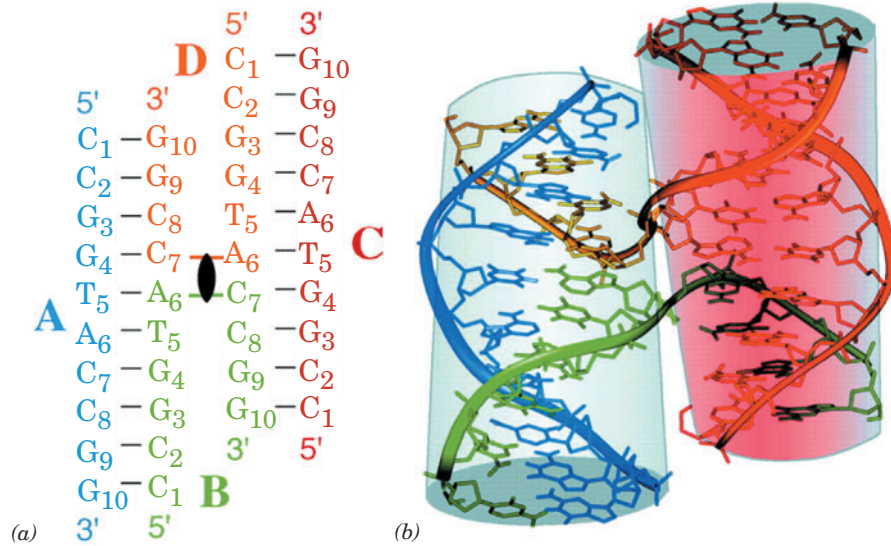 5' 3'
D C1 G10
5' 3' C2 G9
C1 G10 G3 C8
C2 G9 G4 C7
G3 C8 T5 A6
G4 C7 A6 T5 C
A T5 A6 C7 G4
A6 T5 C8 G3
C7 G4 G9 C2
C8 G3 G10 C1
G9 C2 3' 5'
G10 C1 B
(a) 3' 5' (b)